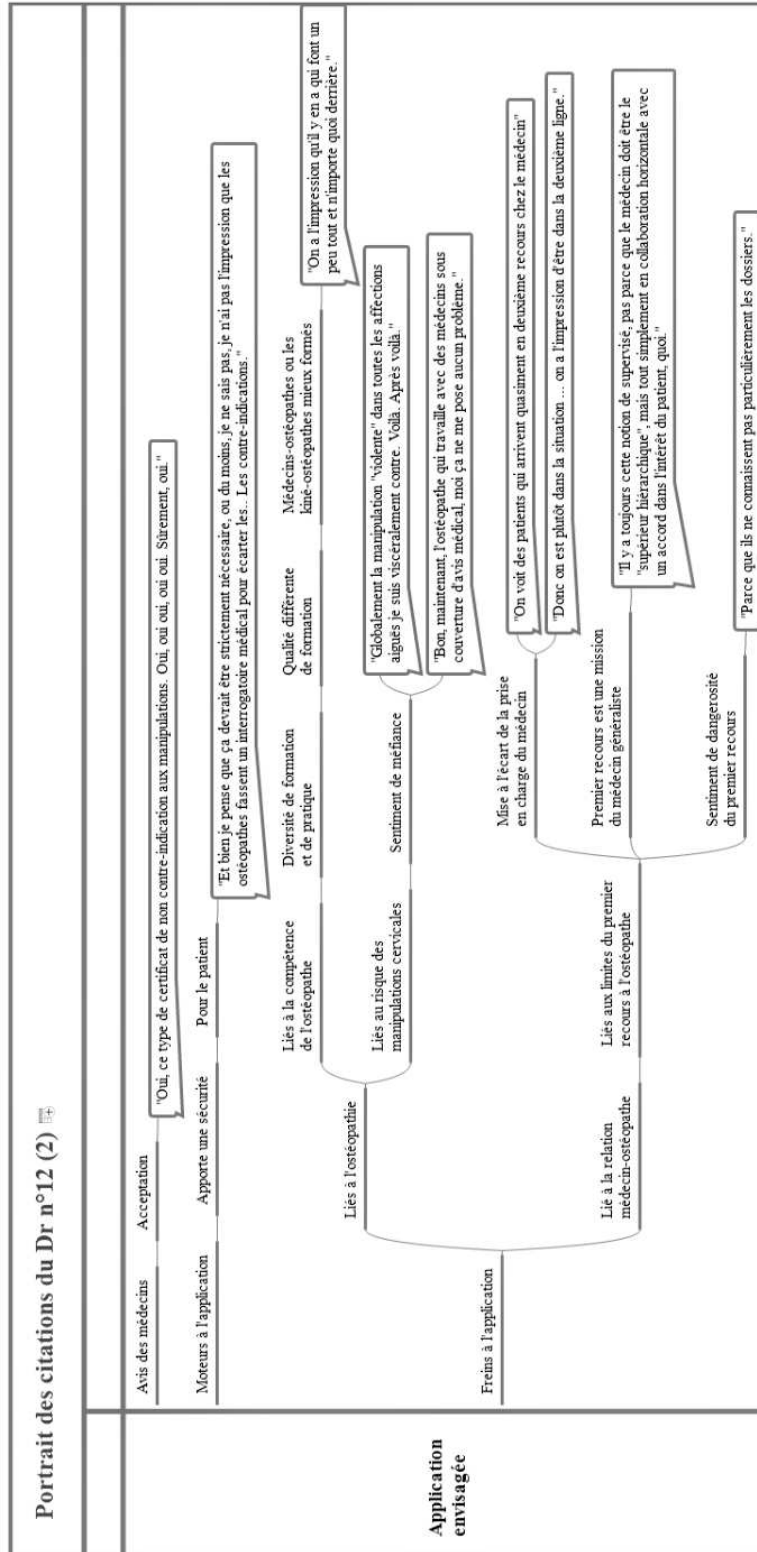 Portrait des citations du Dr n°12 (2)
Application
envisagée
Avis des médecins
Acceptation
"Oui, ce type de certificat de non contre-indication aux manipulations. Oui, oui oui, oui oui. Sûrement, oui."
Moteurs à l'application
Apporte une sécurité
Pour le patient
"Et bien je pense que ça devrait être strictement nécessaire, ou du moins, je ne sais pas, je n'ai pas l'impression que les
ostéopathes fassent un interrogatoire médical pour écarter les... Les contre-indications."
Freins à l'application
Liés à l'ostéopathie
Liés à la compétence
de l'ostéopathe
Diversité de formation
et de pratique
Qualité différente
de formation
Médecins-ostéopathes ou les
kiné-ostéopathes mieux formés
"On a l'impression qu'il y en a qui font un
peu tout et n'importe quoi derrière."
Liés au risque des
manipulations cervicales
Sentiment de méfiance
"Globalement la manipulation "violente" dans toutes les affections
aiguës je suis viscéralement contre. Voilà. Après voilà."
"Bon, maintenant, l'ostéopathe qui travaille avec des médecins sous
couverture d'avis médical, moi ça ne me pose aucun problème."
Lié à la relation
médecin-ostéopathe
Liés aux limites du premier
recours à l'ostéopathe
Mise à l'écart de la prise
en charge du médecin
"On voit des patients qui arrivent quasiment en deuxième recours chez le médecin"
"Donc on est plutôt dans la situation ... on a l'impression d'être dans la deuxième ligne."
Premier recours est une mission
du médecin généraliste
"Il y a toujours cette notion de supervisé, pas parce que le médecin doit être le
"supérieur hiérarchique", mais tout simplement en collaboration horizontale avec
un accord dans l'intérêt du patient, quoi."
Sentiment de dangerosité
du premier recours
"Parce que ils ne connaissent pas particulièrement les dossiers."